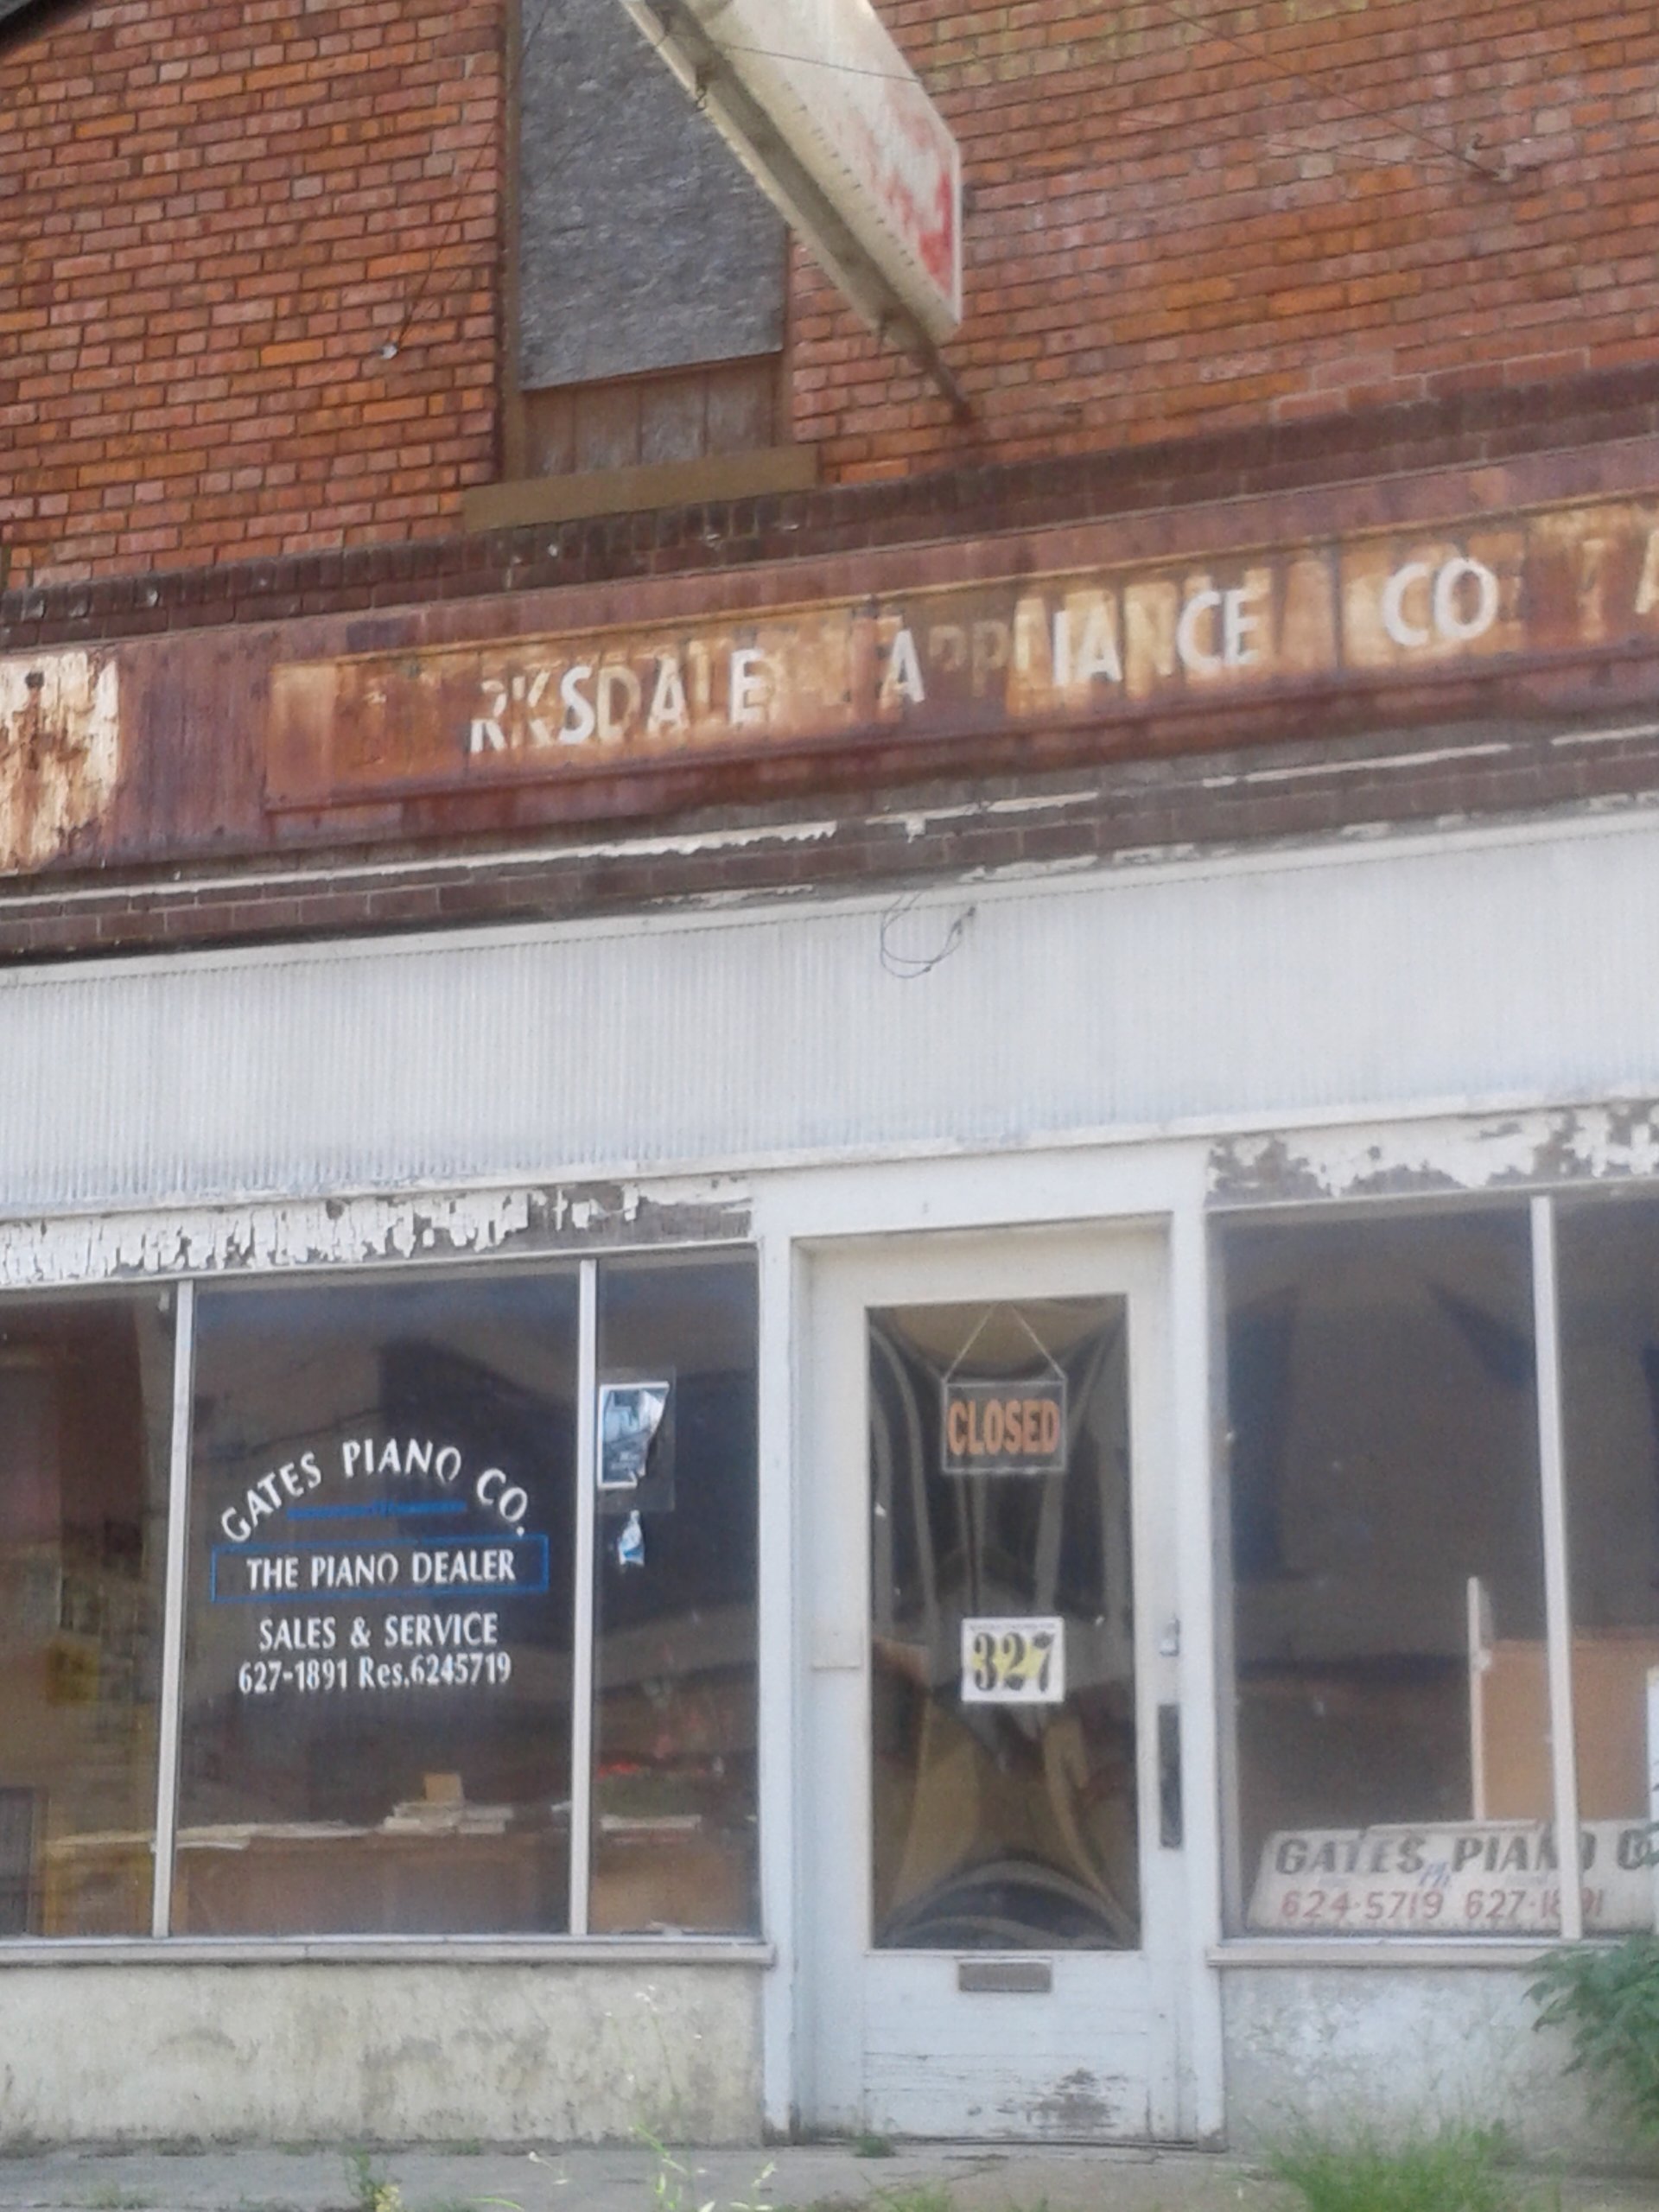 RKSDALE APPLIANCE CO
GATES PIANO CO.
THE PIANO DEALER
SALES & SERVICE
627-1891 Res.6245719
CLOSED
327
GATES PIANO
624-5719 627-1891